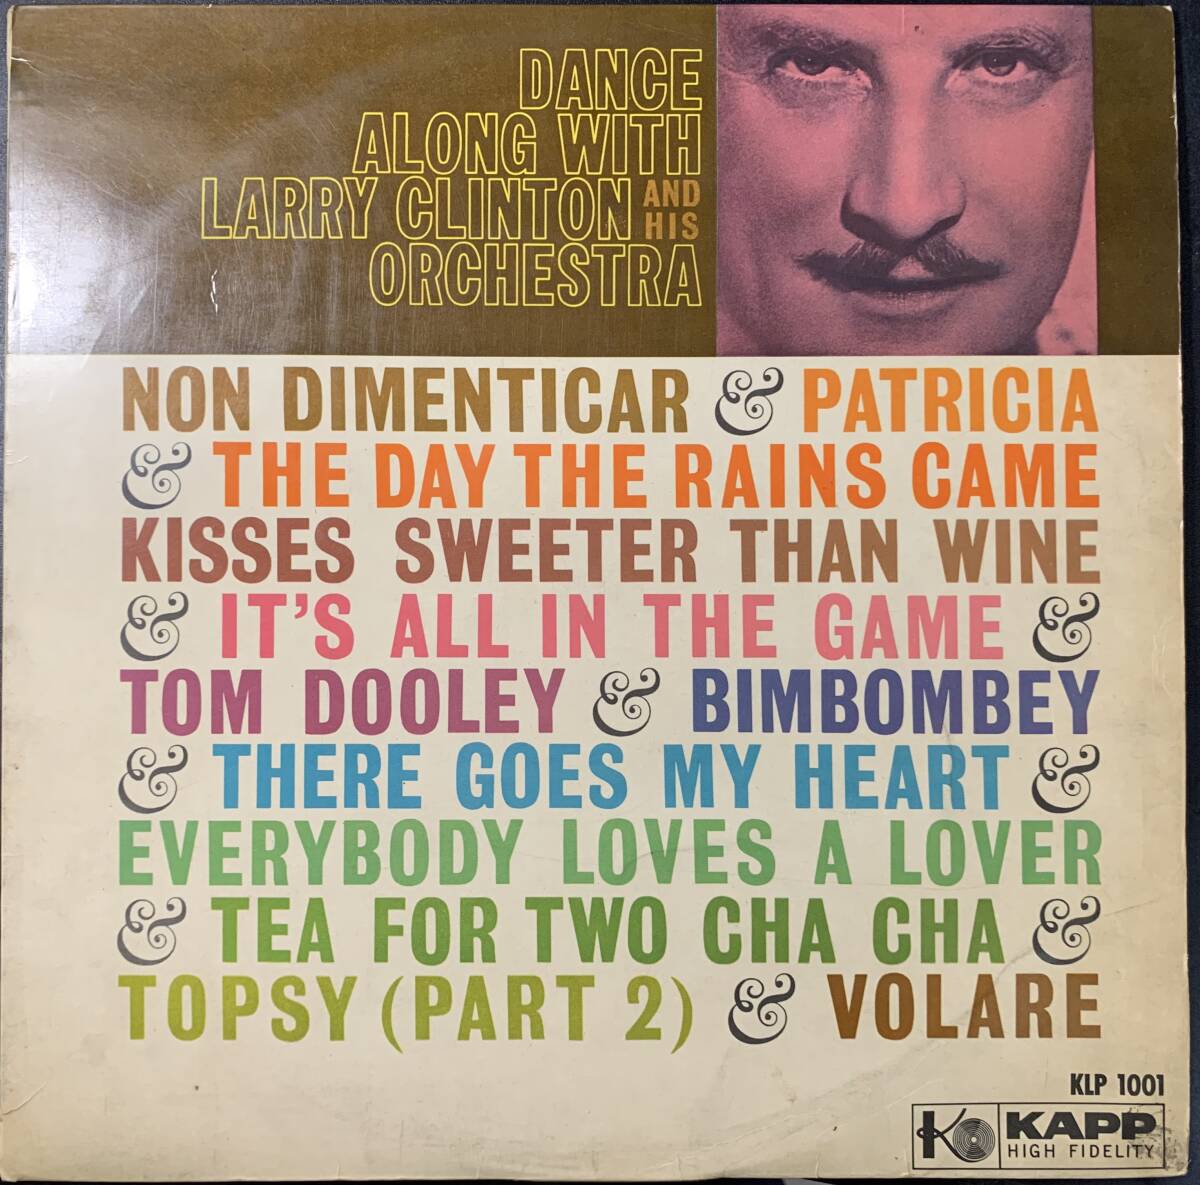 DANCE
ALONG WITH
LARRY CLINTON AND HIS
ORCHESTRA
NON DIMENTICAR & PATRICIA
& THE DAY THE RAINS CAME
KISSES SWEETER THAN WINE
& IT'S ALL IN THE GAME &
TOM DOOLEY & BIMBOMBEY
& THERE GOES MY HEART &
EVERYBODY LOVES A LOVER
& TEA FOR TWO CHA CHA &
TOPSY (PART 2) & VOLARE
KLP 1001
K KAPP
HIGH FIDELITY